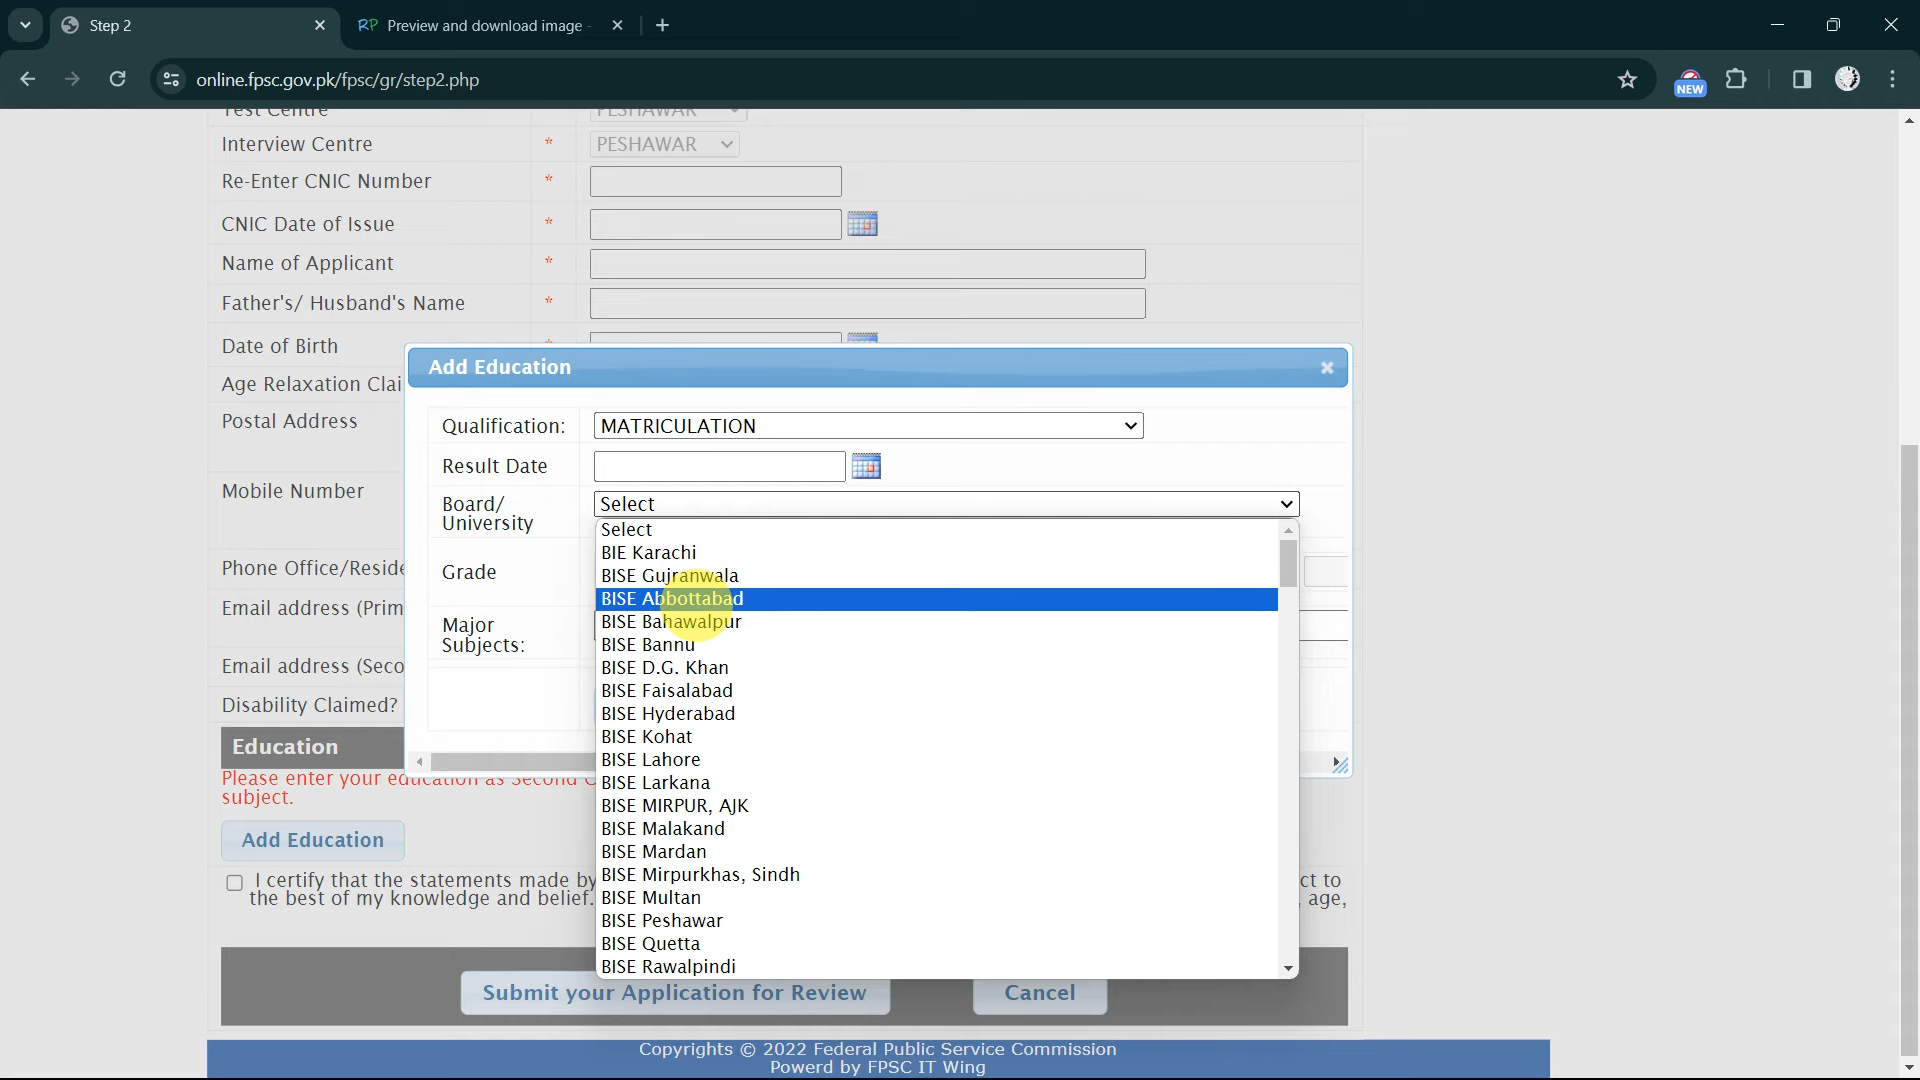 Step 2
RP Preview and download image -
online.fpsc.gov.pk/fpsc/gr/step2.php
NEW
Test Centre PESHAWAR
Interview Centre * PESHAWAR
Re-Enter CNIC Number *
CNIC Date of Issue *
Name of Applicant *
Father's/ Husband's Name *
Date of Birth *
Age Relaxation Clai
Postal Address
Mobile Number
Phone Office/Reside
Email address (Prim
Email address (Seco
Disability Claimed?
Add Education
Qualification: MATRICULATION
Result Date
Board/
University
Select
Grade
Major
Subjects:
Select
BIE Karachi
BISE Gujranwala
BISE Abbottabad
BISE Bahawalpur
BISE Bannu
BISE D.G. Khan
BISE Faisalabad
BISE Hyderabad
BISE Kohat
BISE Lahore
BISE Larkana
BISE MIRPUR, AJK
BISE Malakand
BISE Mardan
BISE Mirpurkhas, Sindh
BISE Multan
BISE Peshawar
BISE Quetta
BISE Rawalpindi
Education
Please enter your education as Second C
subject.
Add Education
I certify that the statements made by ct to
the best of my knowledge and belief. , age,
Submit your Application for Review
Cancel
Copyrights © 2022 Federal Public Service Commission
Powerd by FPSC IT Wing